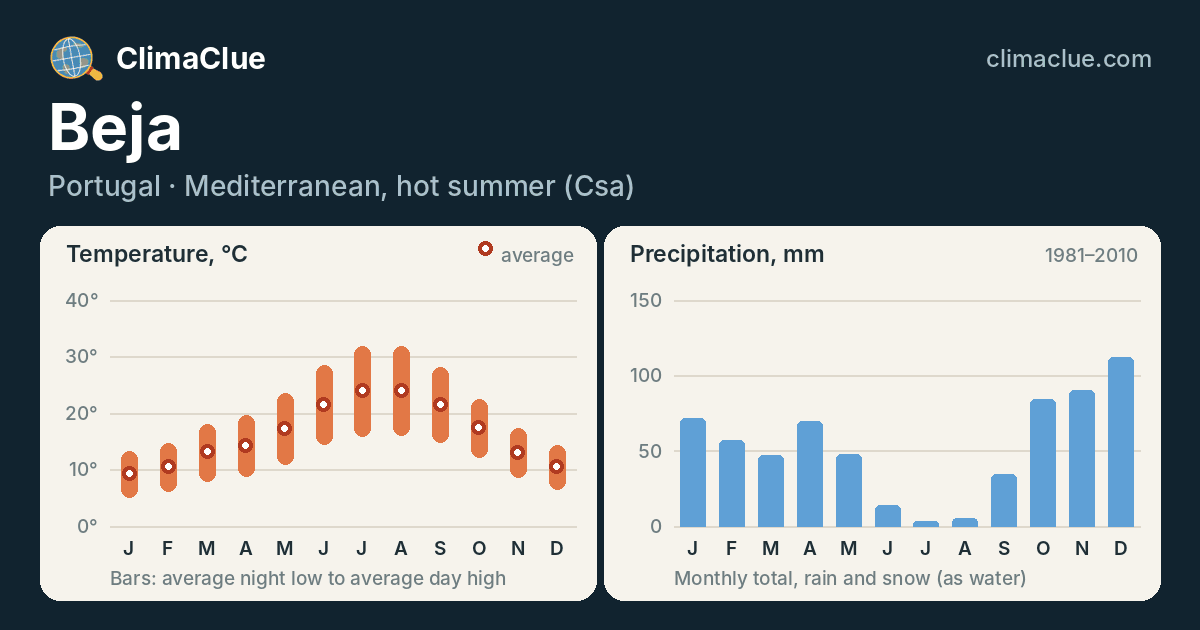 ClimaClue
climaclue.com
Beja
Portugal · Mediterranean, hot summer (Csa)
Temperature, °C
average
40°
30°
20°
10°
0°
J F M A M J J A S O N D
Bars: average night low to average day high
Precipitation, mm
1981–2010
150
100
50
0
J F M A M J J A S O N D
Monthly total, rain and snow (as water)